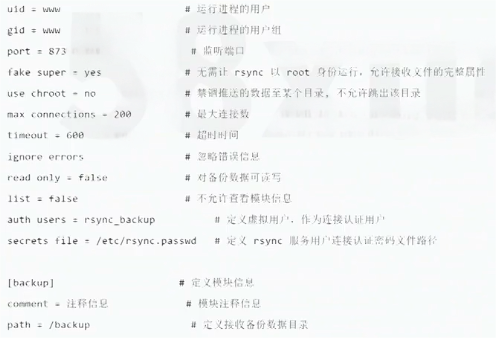 uid = www # 运行进程的用户
gid = www # 运行进程的用户组
port = 873 # 监听端口
fake super = yes # 无需让 rsync 以 root 身份运行，允许接收文件的完整属性
use chroot = no # 禁锢推送的数据至某个目录，不允许跳出该目录
max connections = 200 # 最大连接数
timeout = 600 # 超时时间
ignore errors # 忽略错误信息
read only = false # 对备份数据可读写
list = false # 不允许查看模块信息
auth users = rsync_backup # 定义虚拟用户，作为连接认证用户
secrets file = /etc/rsync.passwd # 定义 rsync 服务用户连接认证密码文件路径
[backup] # 定义模块信息
comment = 注释信息 # 模块注释信息
path = /backup # 定义接收备份数据目录